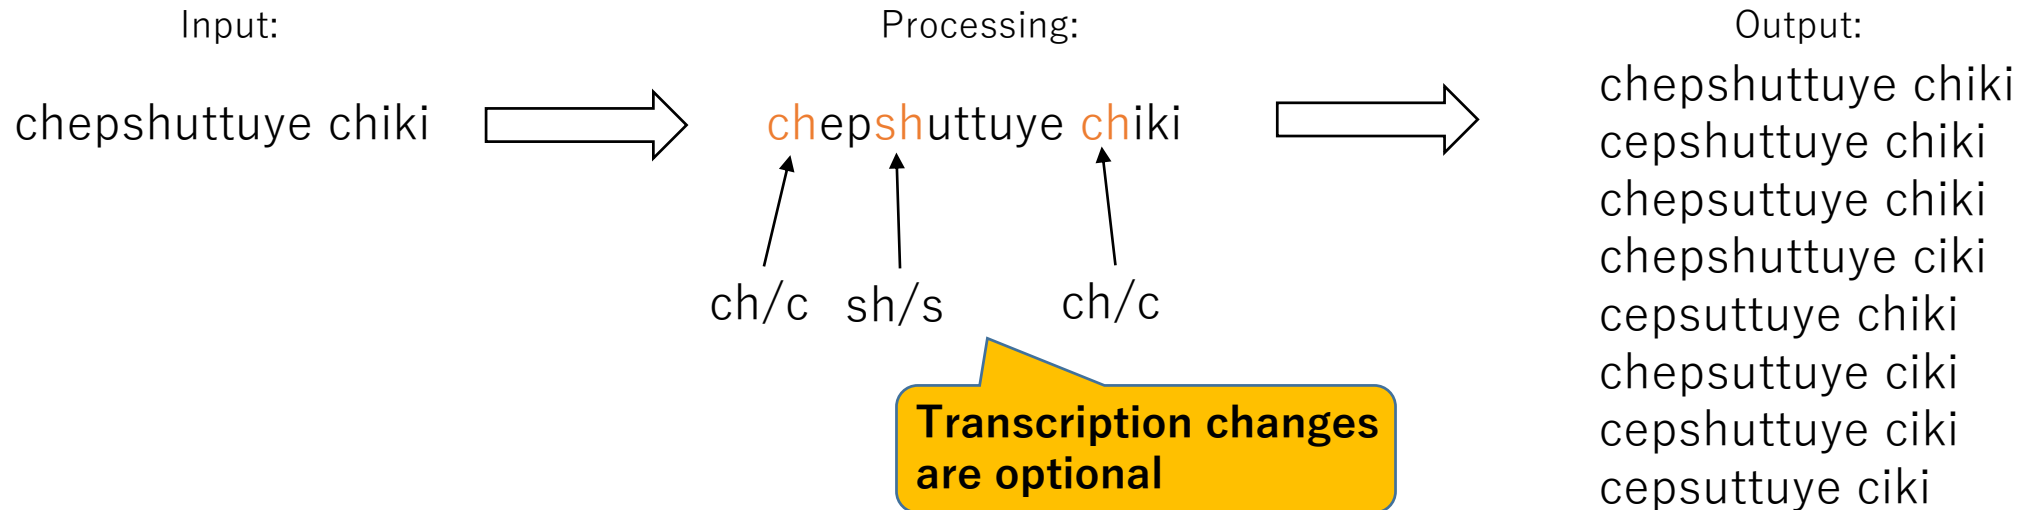 Input:
chepshuttuye chiki
Processing:
chepshuttuye chiki
ch/c
sh/s
ch/c
Transcription changes
are optional
Output:
chepshuttuye chiki
cepshuttuye chiki
chepsuttuye chiki
chepshuttuye ciki
cepsuttuye chiki
chepsuttuye ciki
cepshuttuye ciki
cepsuttuye ciki